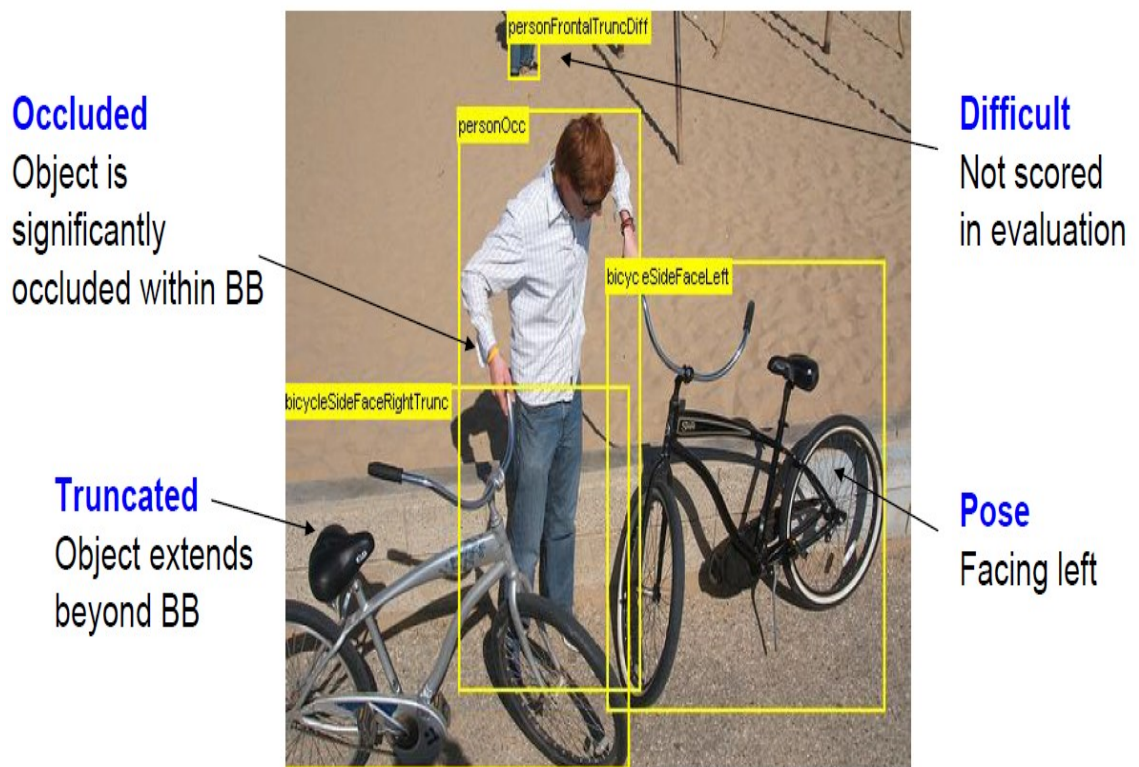 personFrontalTruncDiff
Occluded
Object is
significantly
occluded within BB
personOcc
Difficult
Not scored
in evaluation
bicycleSideFaceLeft
bicycleSideFaceRightTrunc
Truncated
Object extends
beyond BB
Pose
Facing left